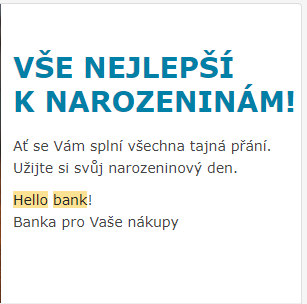 VŠE NEJLEPŠÍ
K NAROZENINÁM!
Ať se Vám splní všechna tajná přání.
Užijte si svůj narozeninový den.
Hello bank!
Banka pro Vaše nákupy